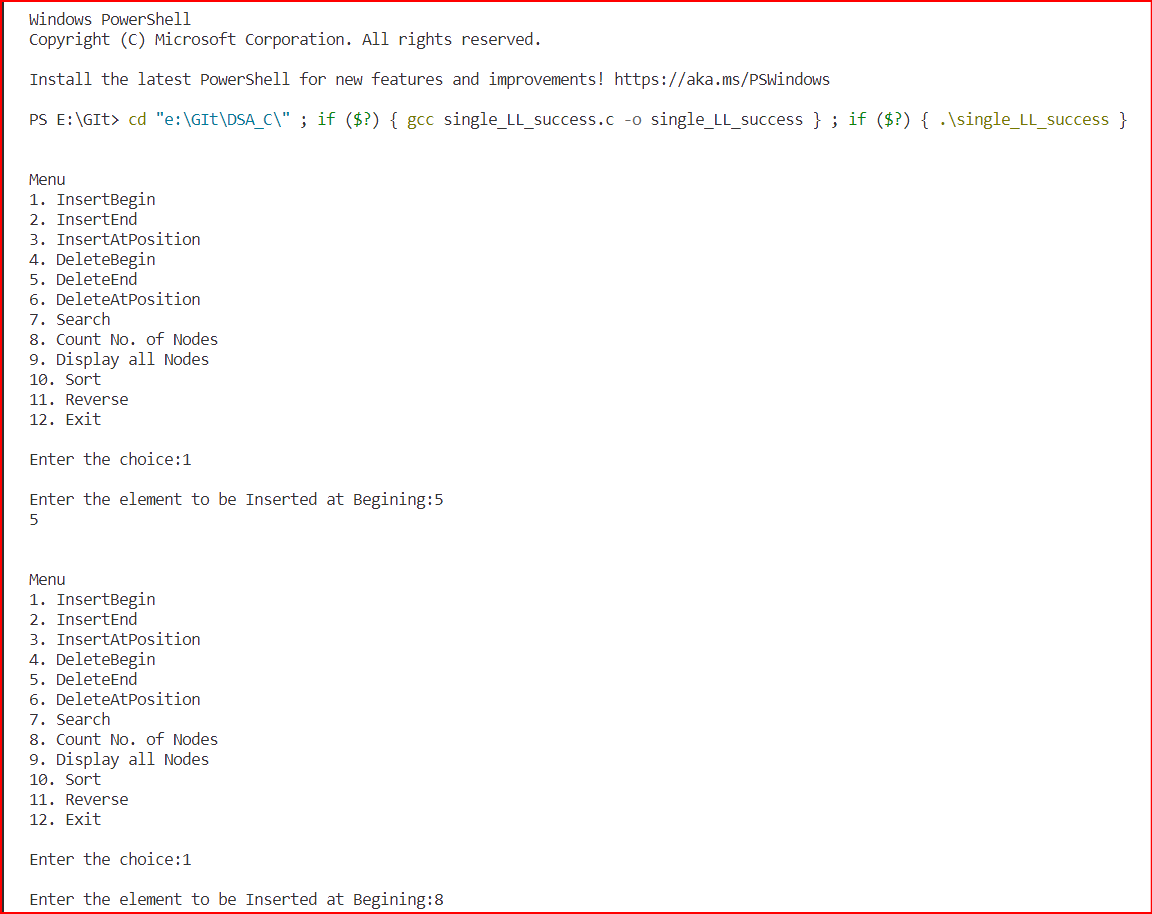 Windows PowerShell
Copyright (C) Microsoft Corporation. All rights reserved.
Install the latest PowerShell for new features and improvements! https://aka.ms/PSWindows
PS E:\GIt> cd "e:\GIt\DSA_C\" ; if ($?) { gcc single_LL_success.c -o single_LL_success } ; if ($?) { .\single_LL_success }
Menu
1. InsertBegin
2. InsertEnd
3. InsertAtPosition
4. DeleteBegin
5. DeleteEnd
6. DeleteAtPosition
7. Search
8. Count No. of Nodes
9. Display all Nodes
10. Sort
11. Reverse
12. Exit
Enter the choice:1
Enter the element to be Inserted at Begining:5
5
Menu
1. InsertBegin
2. InsertEnd
3. InsertAtPosition
4. DeleteBegin
5. DeleteEnd
6. DeleteAtPosition
7. Search
8. Count No. of Nodes
9. Display all Nodes
10. Sort
11. Reverse
12. Exit
Enter the choice:1
Enter the element to be Inserted at Begining:8